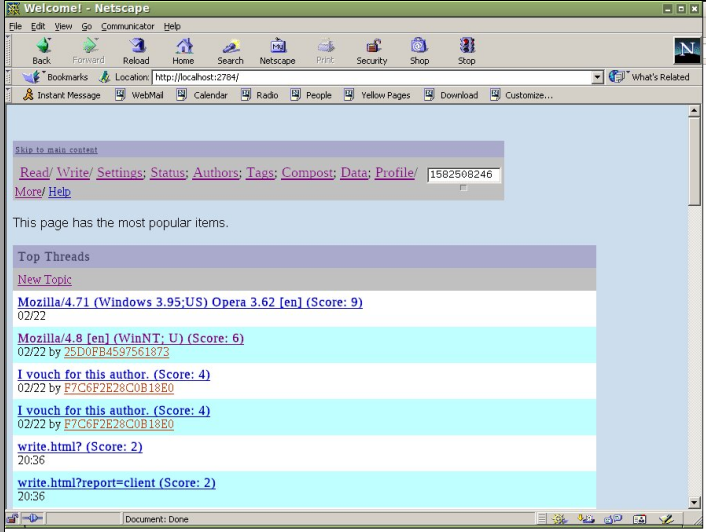 Welcome! - Netscape
File Edit View Go Communicator Help
Back Forward Reload Home Search Netscape Print Security Shop Stop
N
Bookmarks Location: http://localhost:2784/ What's Related
Instant Message WebMail Calendar Radio People Yellow Pages Download Customize...
Skip to main content
Read/ Write/ Settings; Status; Authors; Tags; Compost; Data; Profile/ 1582508246
More/ Help
This page has the most popular items.
Top Threads
New Topic
Mozilla/4.71 (Windows 3.95;US) Opera 3.62 [en] (Score: 9)
02/22
Mozilla/4.8 [en] (WinNT; U) (Score: 6)
02/22 by 25D0FB4597561873
I vouch for this author. (Score: 4)
02/22 by F7C6F2E28C0B18E0
I vouch for this author. (Score: 4)
02/22 by F7C6F2E28C0B18E0
write.html? (Score: 2)
20:36
write.html?report=client (Score: 2)
20:36
Document: Done